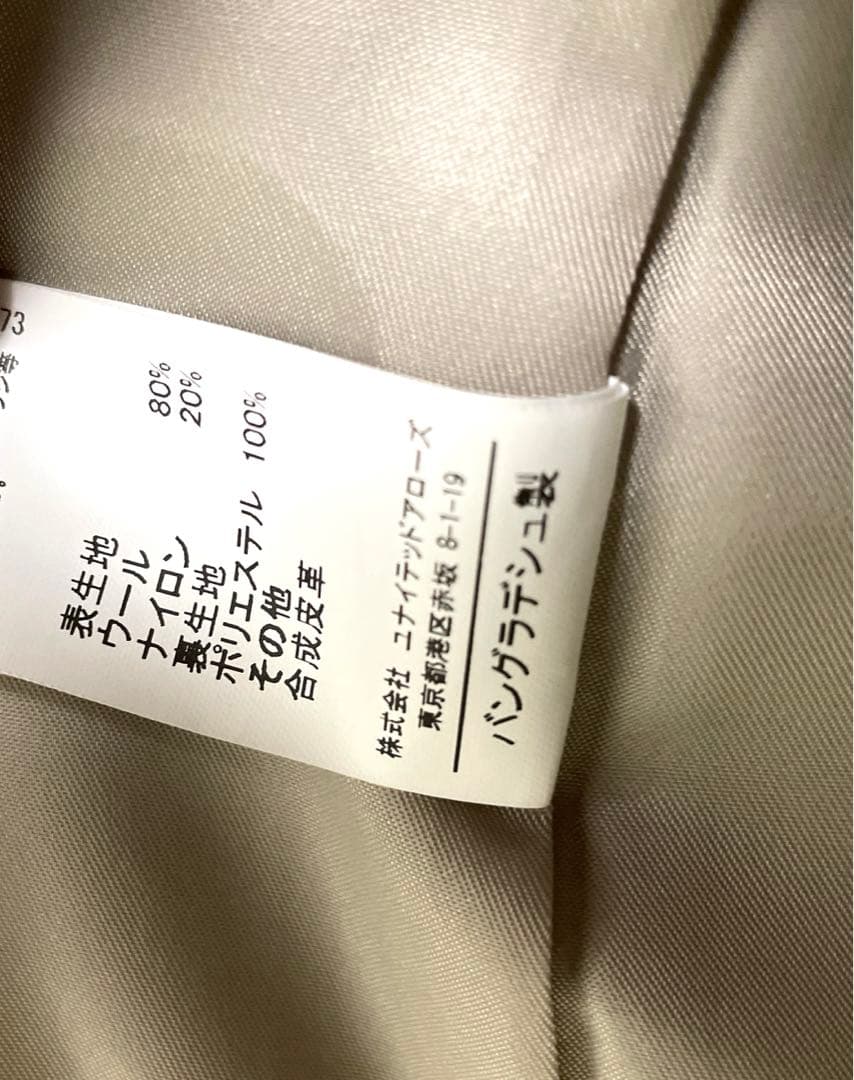 73
表生地
ウール 80%
ナイロン 20%
裏生地
ポリエステル 100%
その他
合成皮革
株式会社 ユナイテッドアローズ
東京都港区赤坂 8-1-19
バングラデシュ製